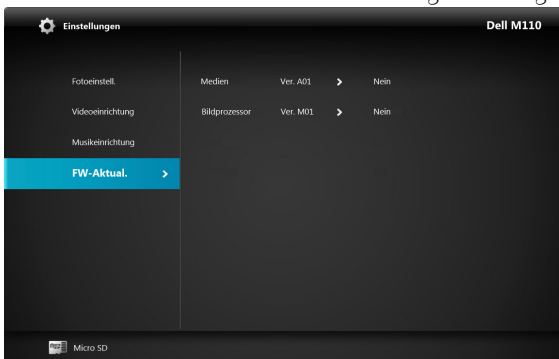 Einstellungen
Dell M110
Fotoeinstell.
Medien Ver. A01 > Nein
Videoeinrichtung
Bildprozessor Ver. M01 > Nein
Musikeinrichtung
FW-Aktual. >
Micro SD